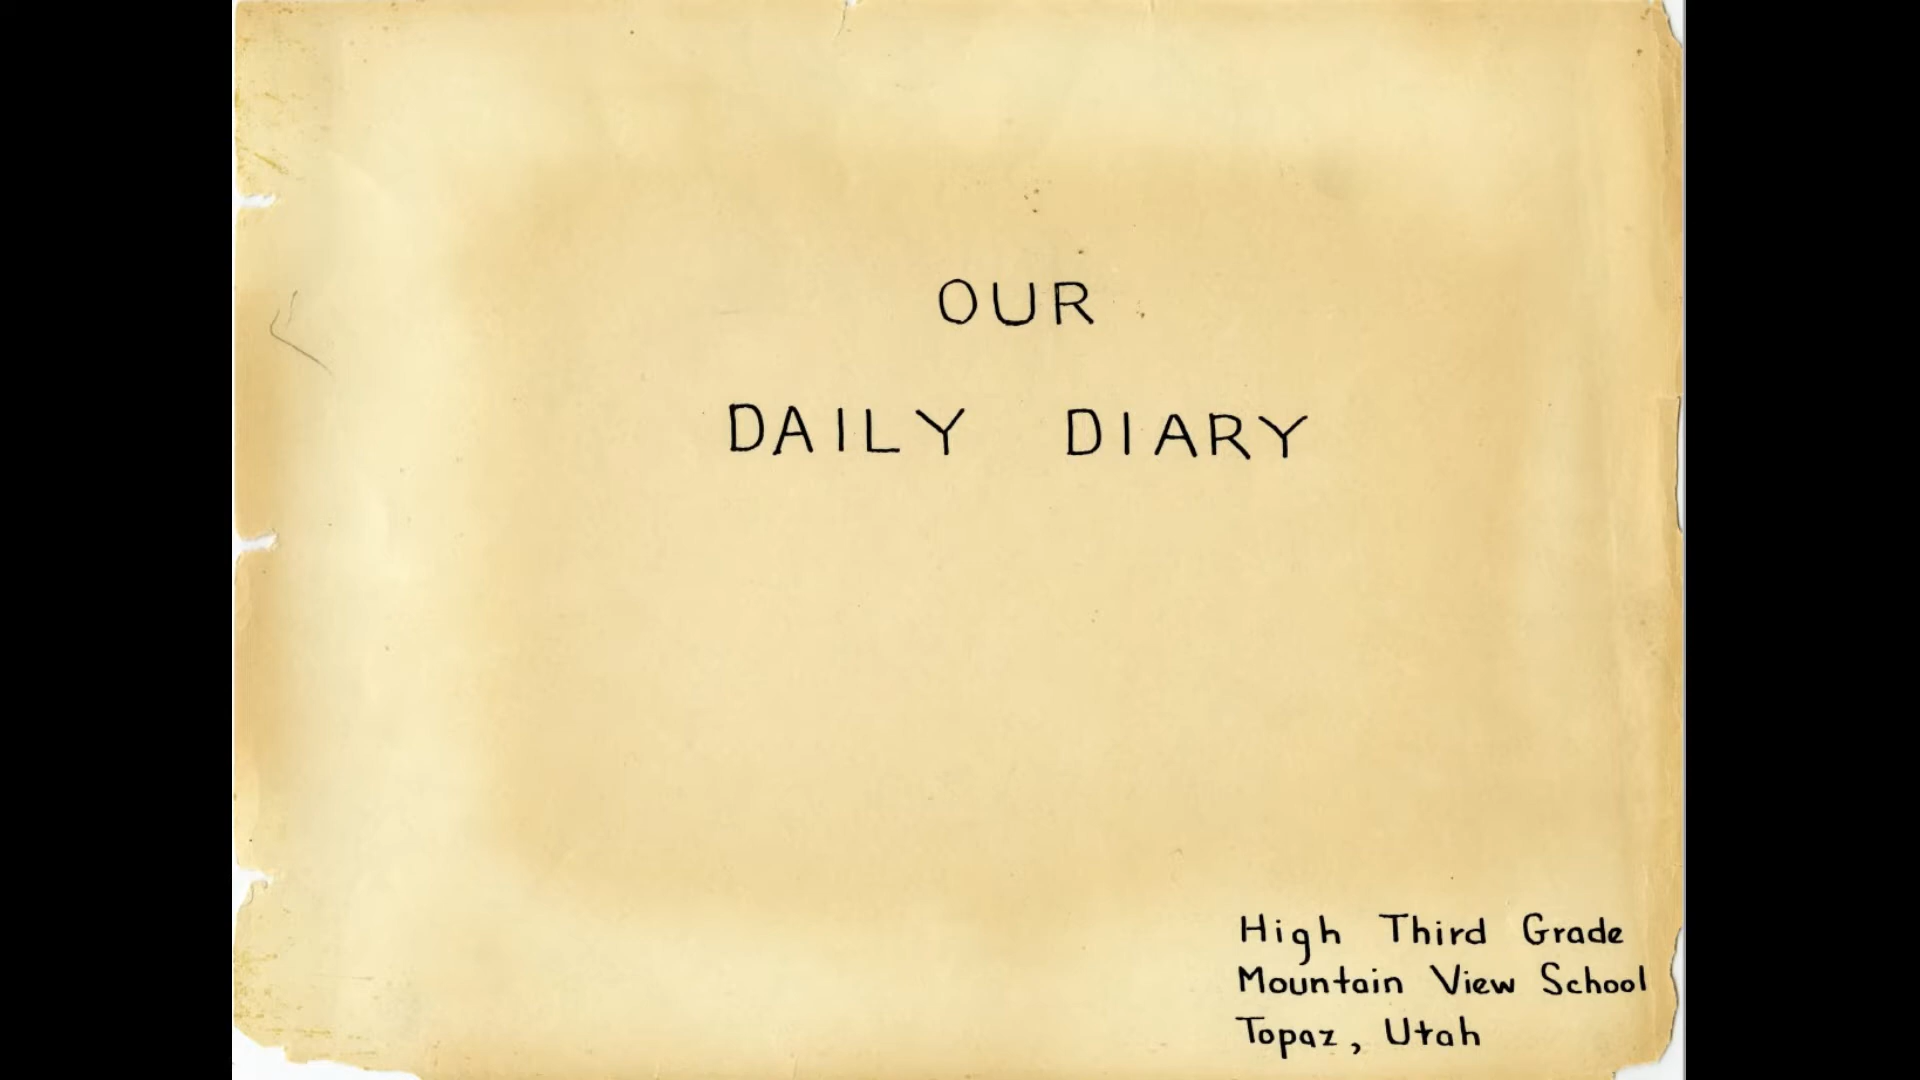 OUR
DAILY DIARY
High Third Grade
Mountain View School
Topaz, Utah